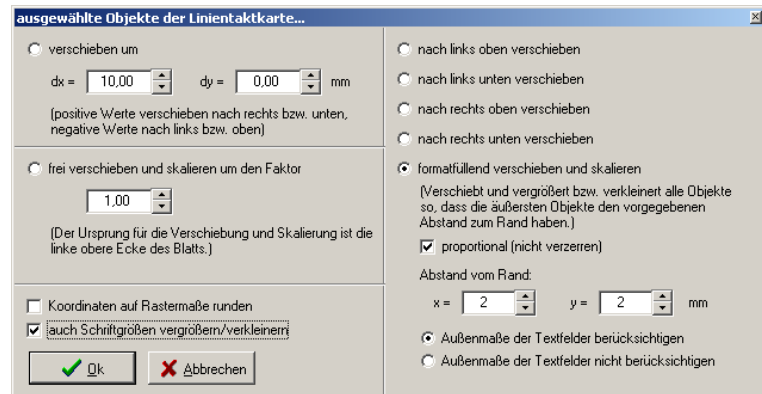 ausgewählte Objekte der Linientaktkarte...
verschieben um
dx = 10,00 dy = 0,00 mm
(positive Werte verschieben nach rechts bzw. unten,
negative Werte nach links bzw. oben)
frei verschieben und skalieren um den Faktor
1,00
(Der Ursprung für die Verschiebung und Skalierung ist die
linke obere Ecke des Blatts.)
Koordinaten auf Rastermaße runden
auch Schriftgrößen vergrößern/verkleinern
Ok Abbrechen
nach links oben verschieben
nach links unten verschieben
nach rechts oben verschieben
nach rechts unten verschieben
formatfüllend verschieben und skalieren
(Verschiebt und vergrößert bzw. verkleinert alle Objekte
so, dass die äußersten Objekte den vorgegebenen
Abstand zum Rand haben.)
proportional (nicht verzerren)
Abstand vom Rand:
x = 2 y = 2 mm
Außenmaße der Textfelder berücksichtigen
Außenmaße der Textfelder nicht berücksichtigen